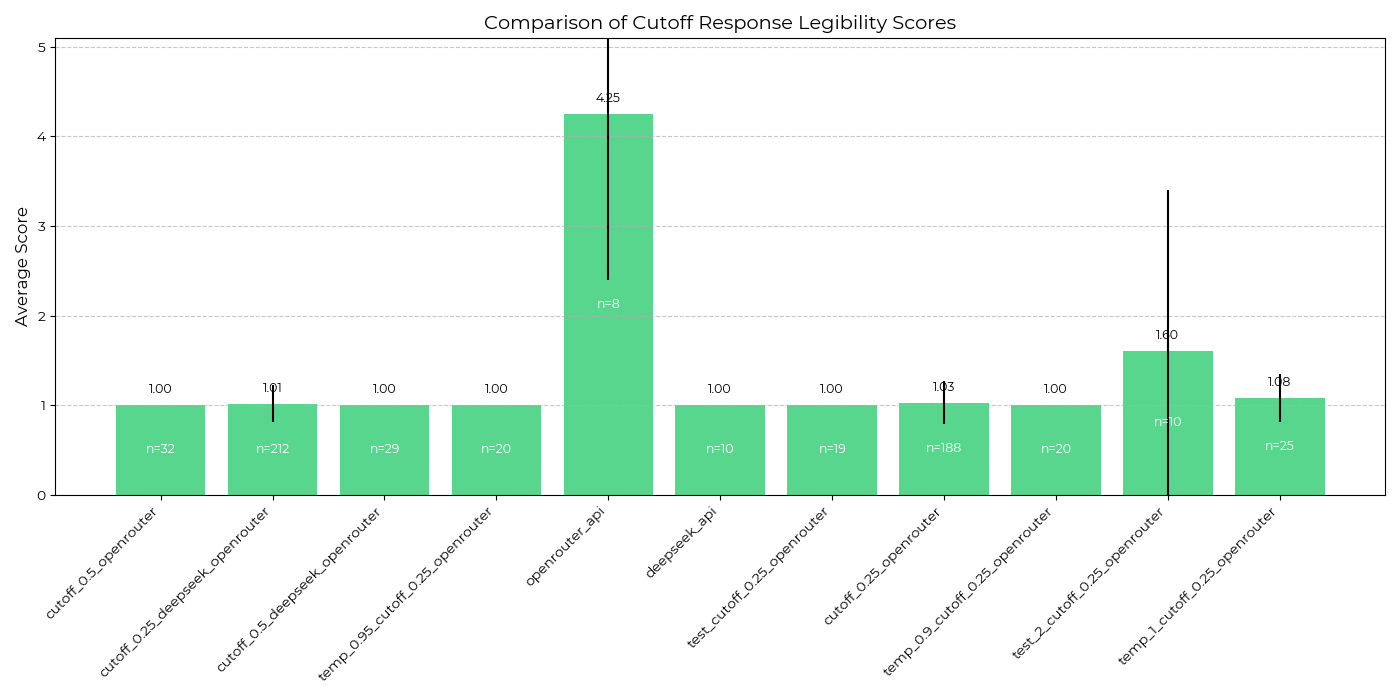 Comparison of Cutoff Response Legibility Scores
Average Score
5
4
3
2
1
0
1.00
1.01
1.00
1.00
4.25
1.00
1.00
1.03
1.00
1.60
1.08
n=32
n=212
n=29
n=20
n=8
n=10
n=19
n=188
n=20
n=10
n=25
cutoff_0.5_openrouter
cutoff_0.25_deepseek_openrouter
cutoff_0.5_deepseek_openrouter
temp_0.95_cutoff_0.25_openrouter
openrouter_api
deepseek_api
test_cutoff_0.25_openrouter
cutoff_0.25_openrouter
temp_0.9_cutoff_0.25_openrouter
test_2_cutoff_0.25_openrouter
temp_1_cutoff_0.25_openrouter